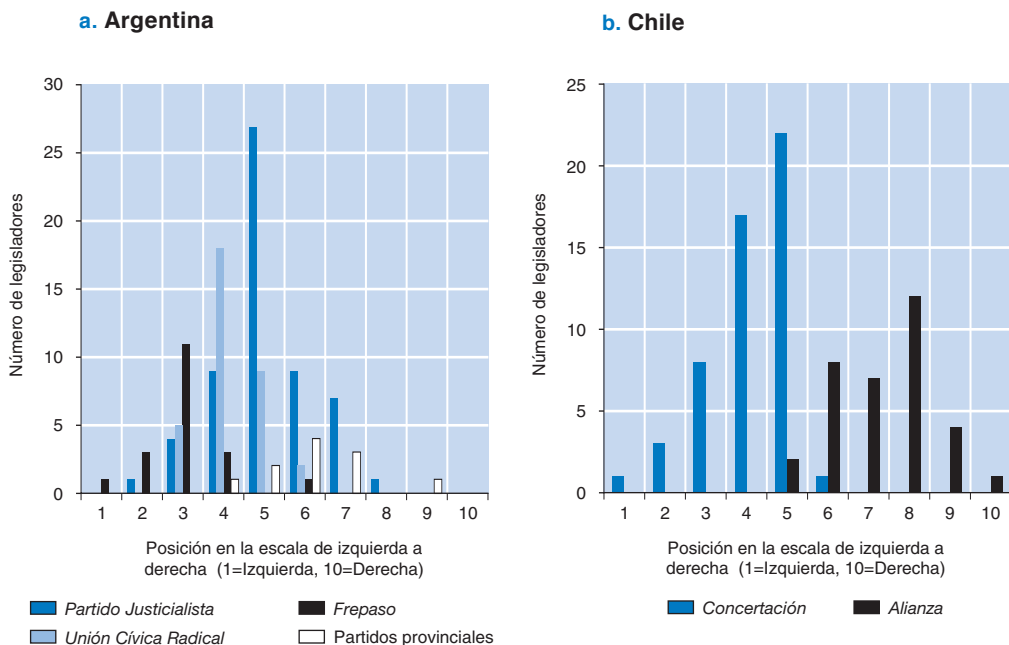 a. Argentina
30
25
20
15
10
5
0
Número de legisladores
1 2 3 4 5 6 7 8 9 10
Posición en la escala de izquierda a
derecha (1=Izquierda, 10=Derecha)
Partido Justicialista
Frepaso
Unión Cívica Radical
Partidos provinciales
b. Chile
25
20
15
10
5
0
Número de legisladores
1 2 3 4 5 6 7 8 9 10
Posición en la escala de izquierda a
derecha (1=Izquierda, 10=Derecha)
Concertación
Alianza